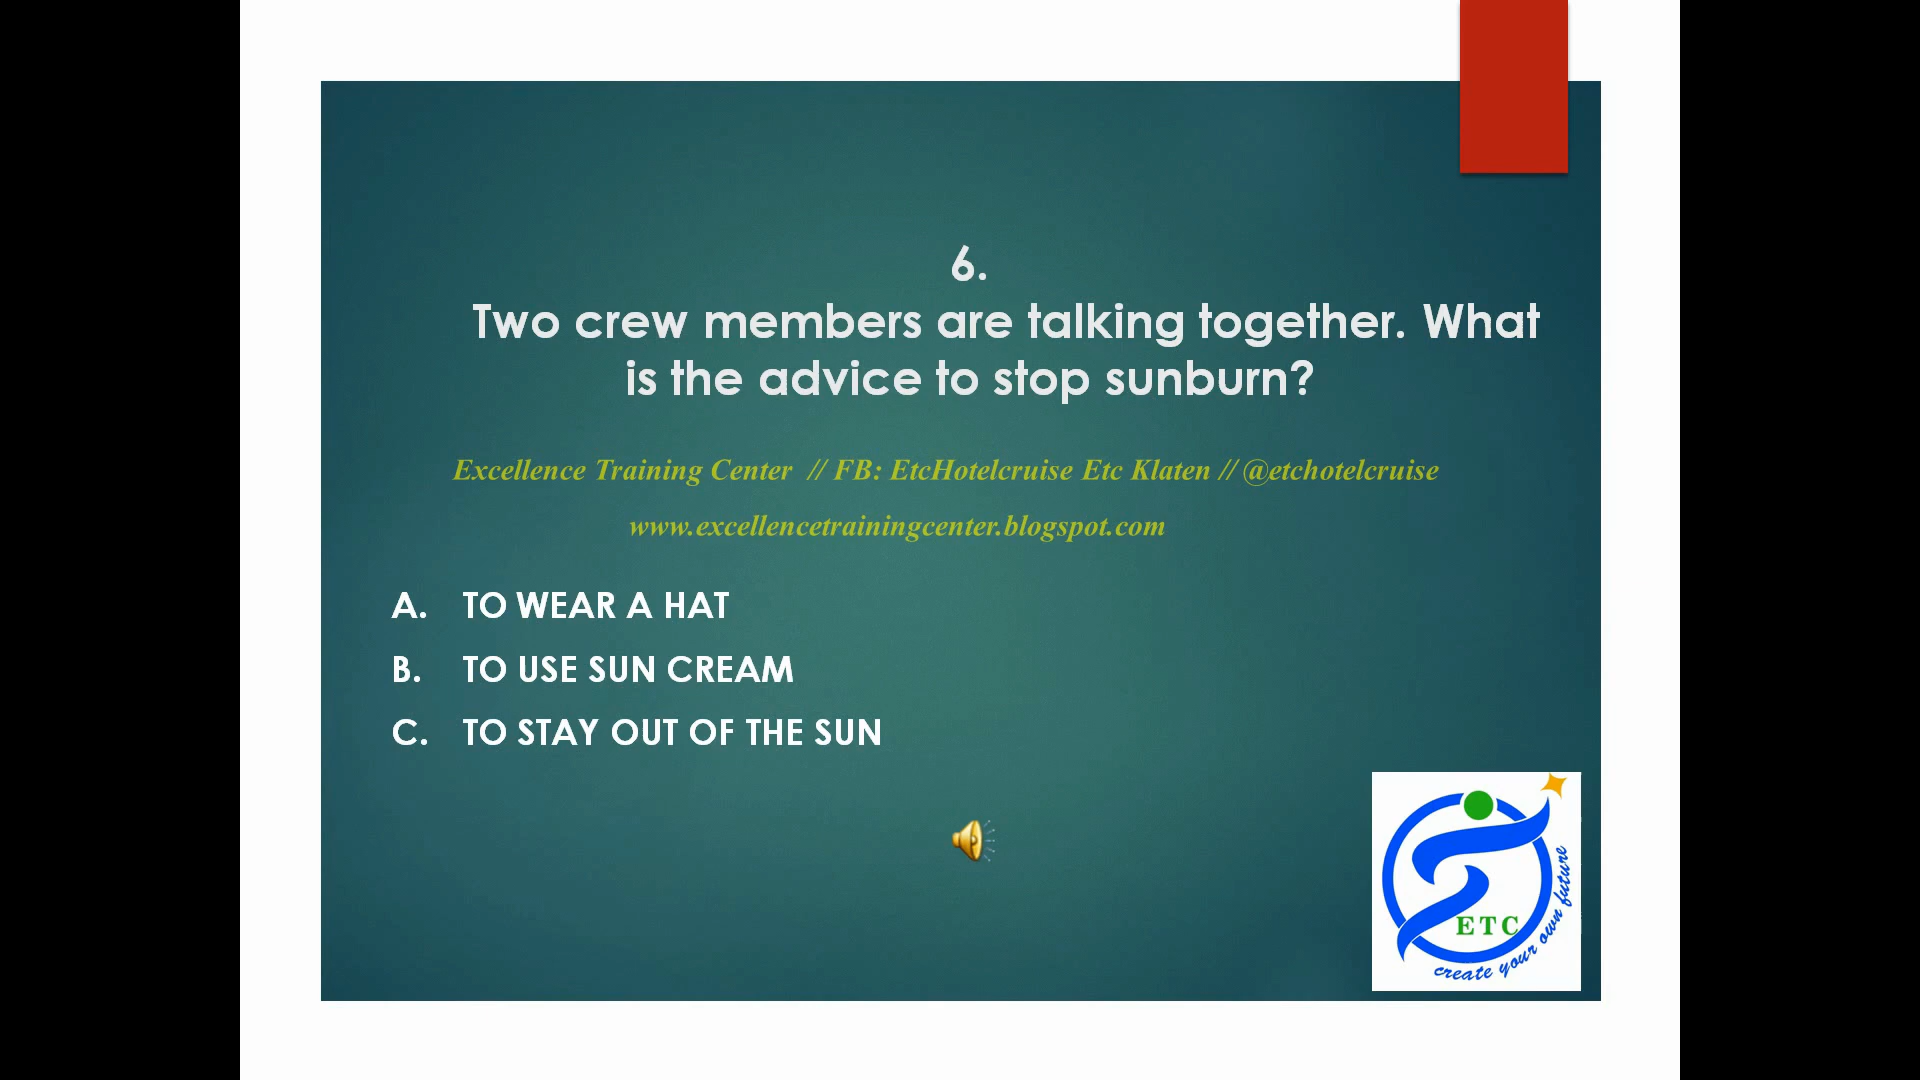 6.
Two crew members are talking together. What
is the advice to stop sunburn?
Excellence Training Center // FB: EtcHotelcruise Etc Klaten // @etchotelcruise
www.excellencetrainingcenter.blogspot.com
A. TO WEAR A HAT
B. TO USE SUN CREAM
C. TO STAY OUT OF THE SUN
ETC
create your own future